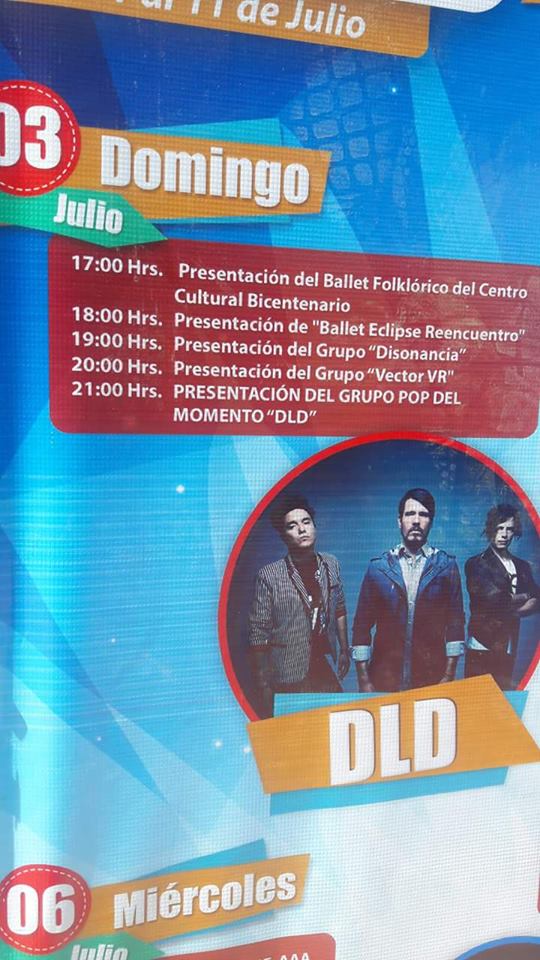 al 11 de Julio
03 Domingo
Julio
17:00 Hrs. Presentación del Ballet Folklórico del Centro
Cultural Bicentenario
18:00 Hrs. Presentación de "Ballet Eclipse Reencuentro"
19:00 Hrs. Presentación del Grupo “Disonancia”
20:00 Hrs. Presentación del Grupo “Vector VR"
21:00 Hrs. PRESENTACIÓN DEL GRUPO POP DEL
MOMENTO “DLD”
DLD
06 Miércoles
Julio
AAA